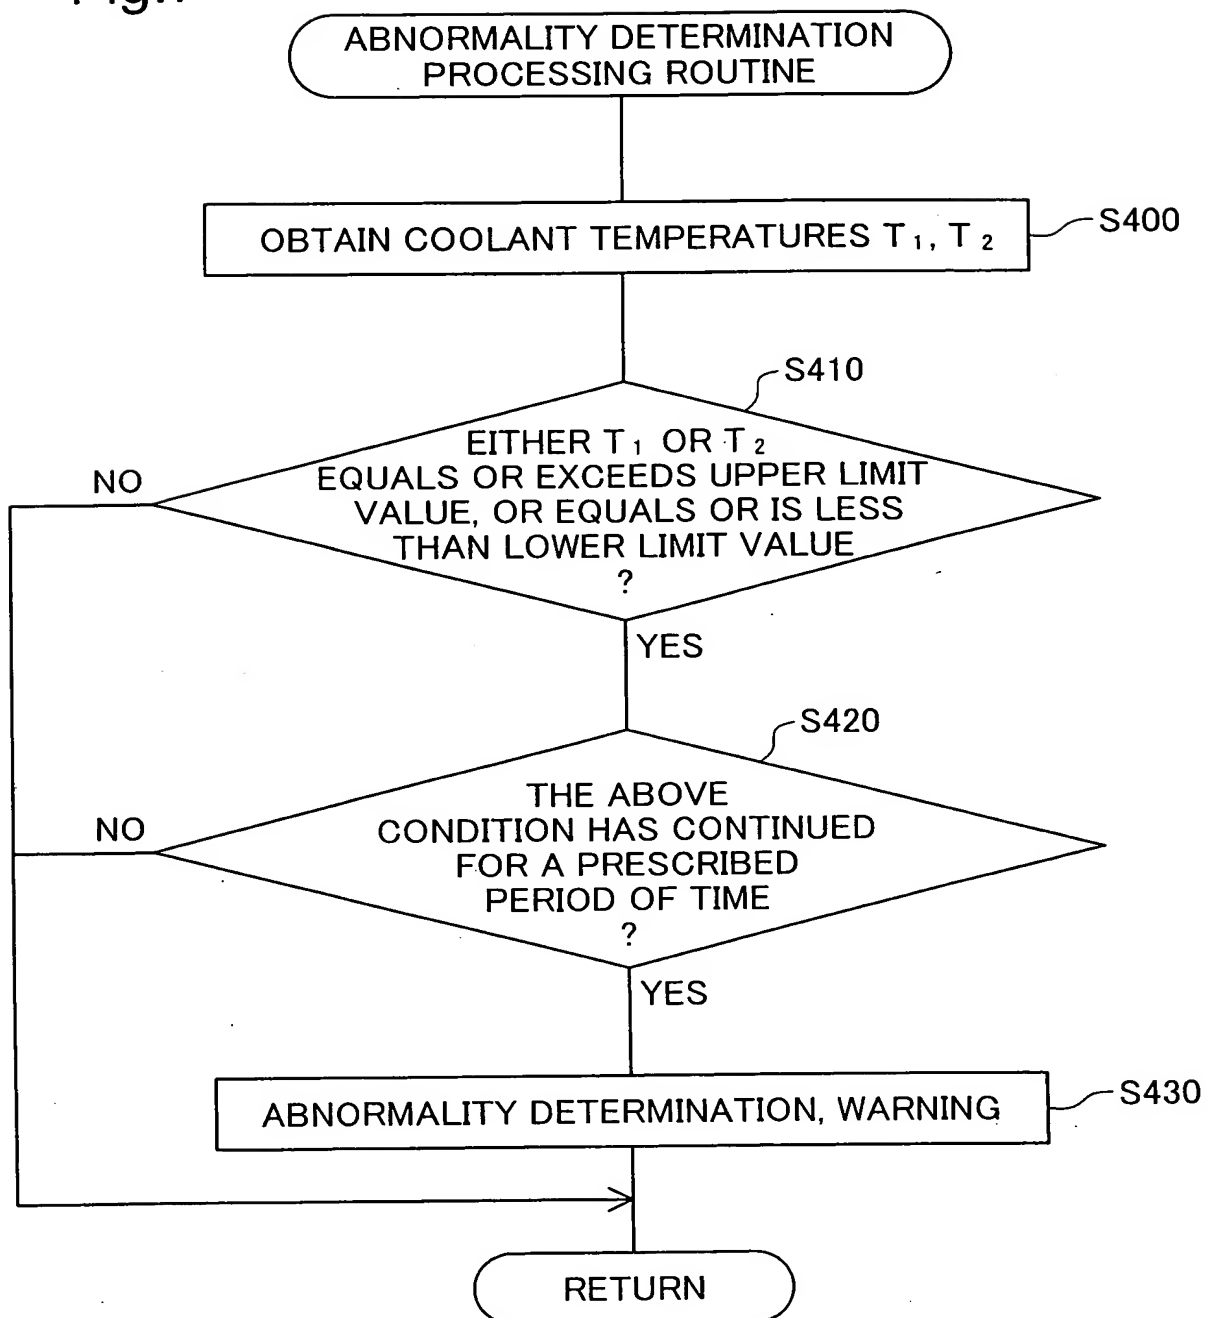 ABNORMALITY DETERMINATION
PROCESSING ROUTINE
OBTAIN COOLANT TEMPERATURES T₁, T₂
S400
S410
EITHER T₁ OR T₂
EQUALS OR EXCEEDS UPPER LIMIT
VALUE, OR EQUALS OR IS LESS
THAN LOWER LIMIT VALUE
?
NO
YES
S420
THE ABOVE
CONDITION HAS CONTINUED
FOR A PRESCRIBED
PERIOD OF TIME
?
NO
YES
ABNORMALITY DETERMINATION, WARNING
S430
RETURN